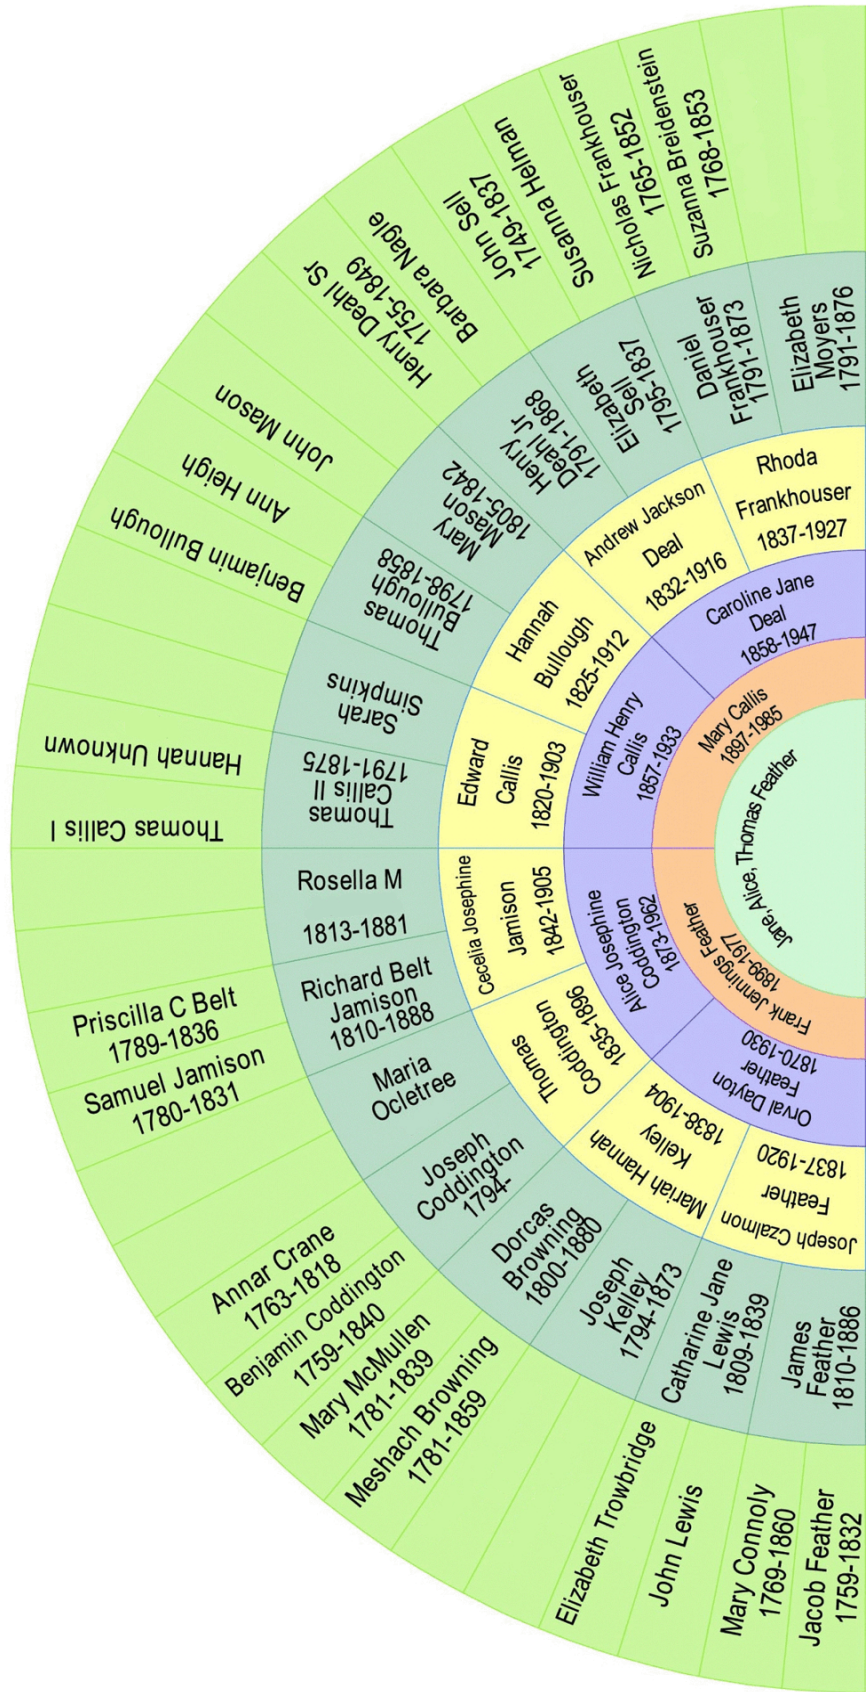 Jane, Alice, THomas Feather
Mary Callis
1897-1985
Frank Jennings Feather
1899-1977
Caroline Jane
Deal
1858-1947
William Henry
Callis
1857-1933
Alice Josephine
Coddington
1873-1962
Orval Dayton
Feather
1870-1930
Rhoda
Frankhouser
1837-1927
Andrew Jackson
Deal
1832-1916
Hannah
Bullough
1825-1912
Edward
Callis
1820-1903
Cecelia Josephine
Jamison
1842-1905
Thomas
Coddington
1835-1896
Mariah Hannah
Kelley
1838-1904
Joseph Czalmon
Feather
1837-1920
Elizabeth
Moyers
1791-1876
Daniel
Frankhouser
1791-1873
Elizabeth
Sell
1795-1837
Henry
Deahl Jr
1791-1868
Mary
Mason
1805-1842
Thomas
Bullough
1798-1858
Sarah
Simpkins
Thomas
Callis II
1791-1875
Rosella M
1813-1881
Richard Belt
Jamison
1810-1888
Maria
Ocletree
Joseph
Coddington
1794-
Dorcas
Browning
1800-1880
Joseph
Kelley
1794-1873
Catharine Jane
Lewis
1809-1839
James
Feather
1810-1886
Suzanna Breidenstein
1768-1853
Nicholas Frankhouser
1765-1852
Susanna Helman
John Sell
1749-1837
Barbara Nagle
Henry Deahl Sr
1755-1849
John Mason
Ann Heigh
Benjamin Bullough
Hannah Unknown
Thomas Callis I
Priscilla C Belt
1789-1836
Samuel Jamison
1780-1831
Annar Crane
1763-1818
Benjamin Coddington
1759-1840
Mary McMullen
1781-1839
Meshach Browning
1781-1859
Elizabeth Trowbridge
John Lewis
Mary Connoly
1769-1860
Jacob Feather
1759-1832